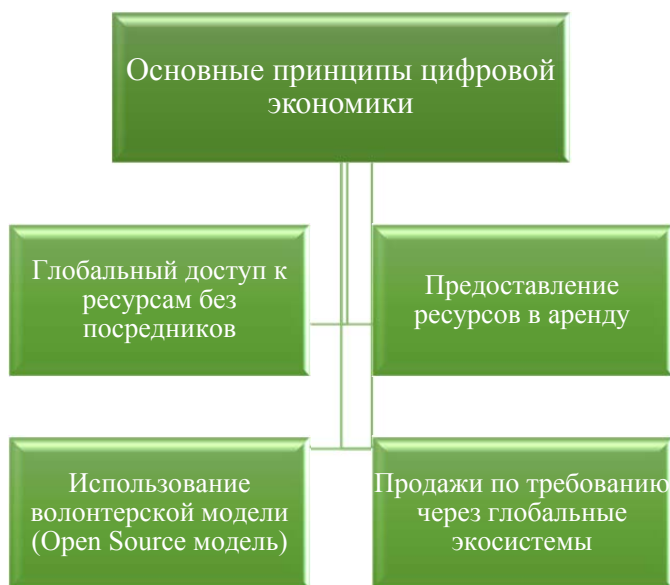 Основные принципы цифровой
экономики
Глобальный доступ к
ресурсам без
посредников
Предоставление
ресурсов в аренду
Использование
волонтерской модели
(Open Source модель)
Продажи по требованию
через глобальные
экосистемы